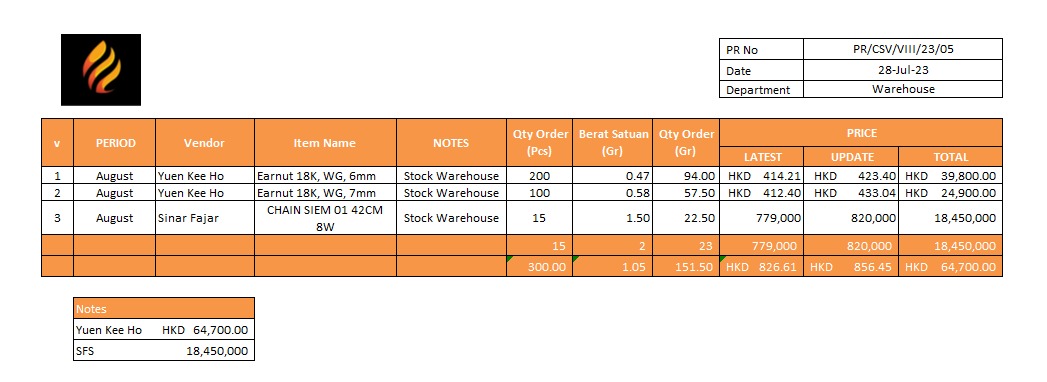 PR No PR/CSV/VIII/23/05
Date 28-Jul-23
Department Warehouse
v PERIOD Vendor Item Name NOTES Qty Order (Pcs) Berat Satuan (Gr) Qty Order (Gr) PRICE
LATEST UPDATE TOTAL
1 August Yuen Kee Ho Earnut 18K, WG, 6mm Stock Warehouse 200 0.47 94.00 HKD 414.21 HKD 423.40 HKD 39,800.00
2 August Yuen Kee Ho Earnut 18K, WG, 7mm Stock Warehouse 100 0.58 57.50 HKD 412.40 HKD 433.04 HKD 24,900.00
3 August Sinar Fajar CHAIN SIEM 01 42CM 8W Stock Warehouse 15 1.50 22.50 779,000 820,000 18,450,000
15 2 23 779,000 820,000 18,450,000
300.00 1.05 151.50 HKD 826.61 HKD 856.45 HKD 64,700.00
Notes
Yuen Kee Ho HKD 64,700.00
SFS 18,450,000